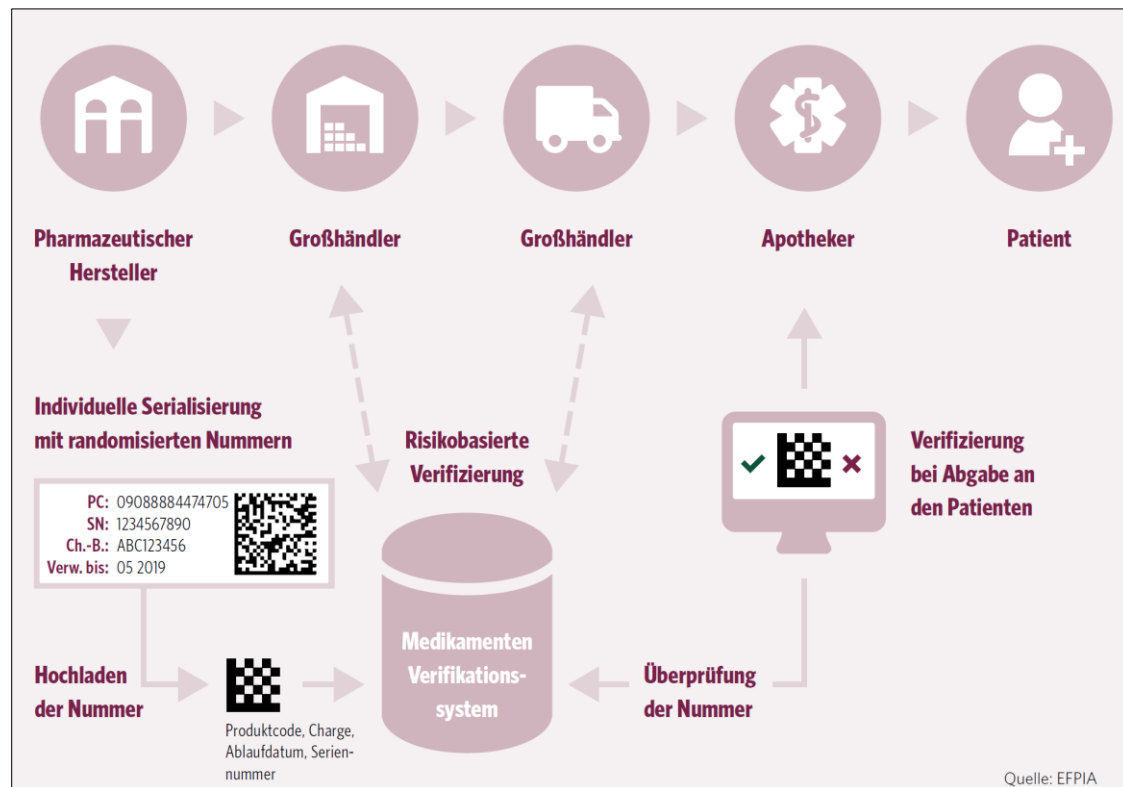 Pharmazeutischer
Hersteller
Großhändler
Großhändler
Apotheker
Patient
Individuelle Serialisierung
mit randomisierten Nummern
PC: 09088884474705
SN: 1234567890
Ch.-B.: ABC123456
Verw. bis: 05 2019
Risikobasierte
Verifizierung
Verifizierung
bei Abgabe an
den Patienten
Hochladen
der Nummer
Produktcode, Charge,
Ablaufdatum, Serien-
nummer
Medikamenten
Verifikations-
system
Überprüfung
der Nummer
Quelle: EFPIA